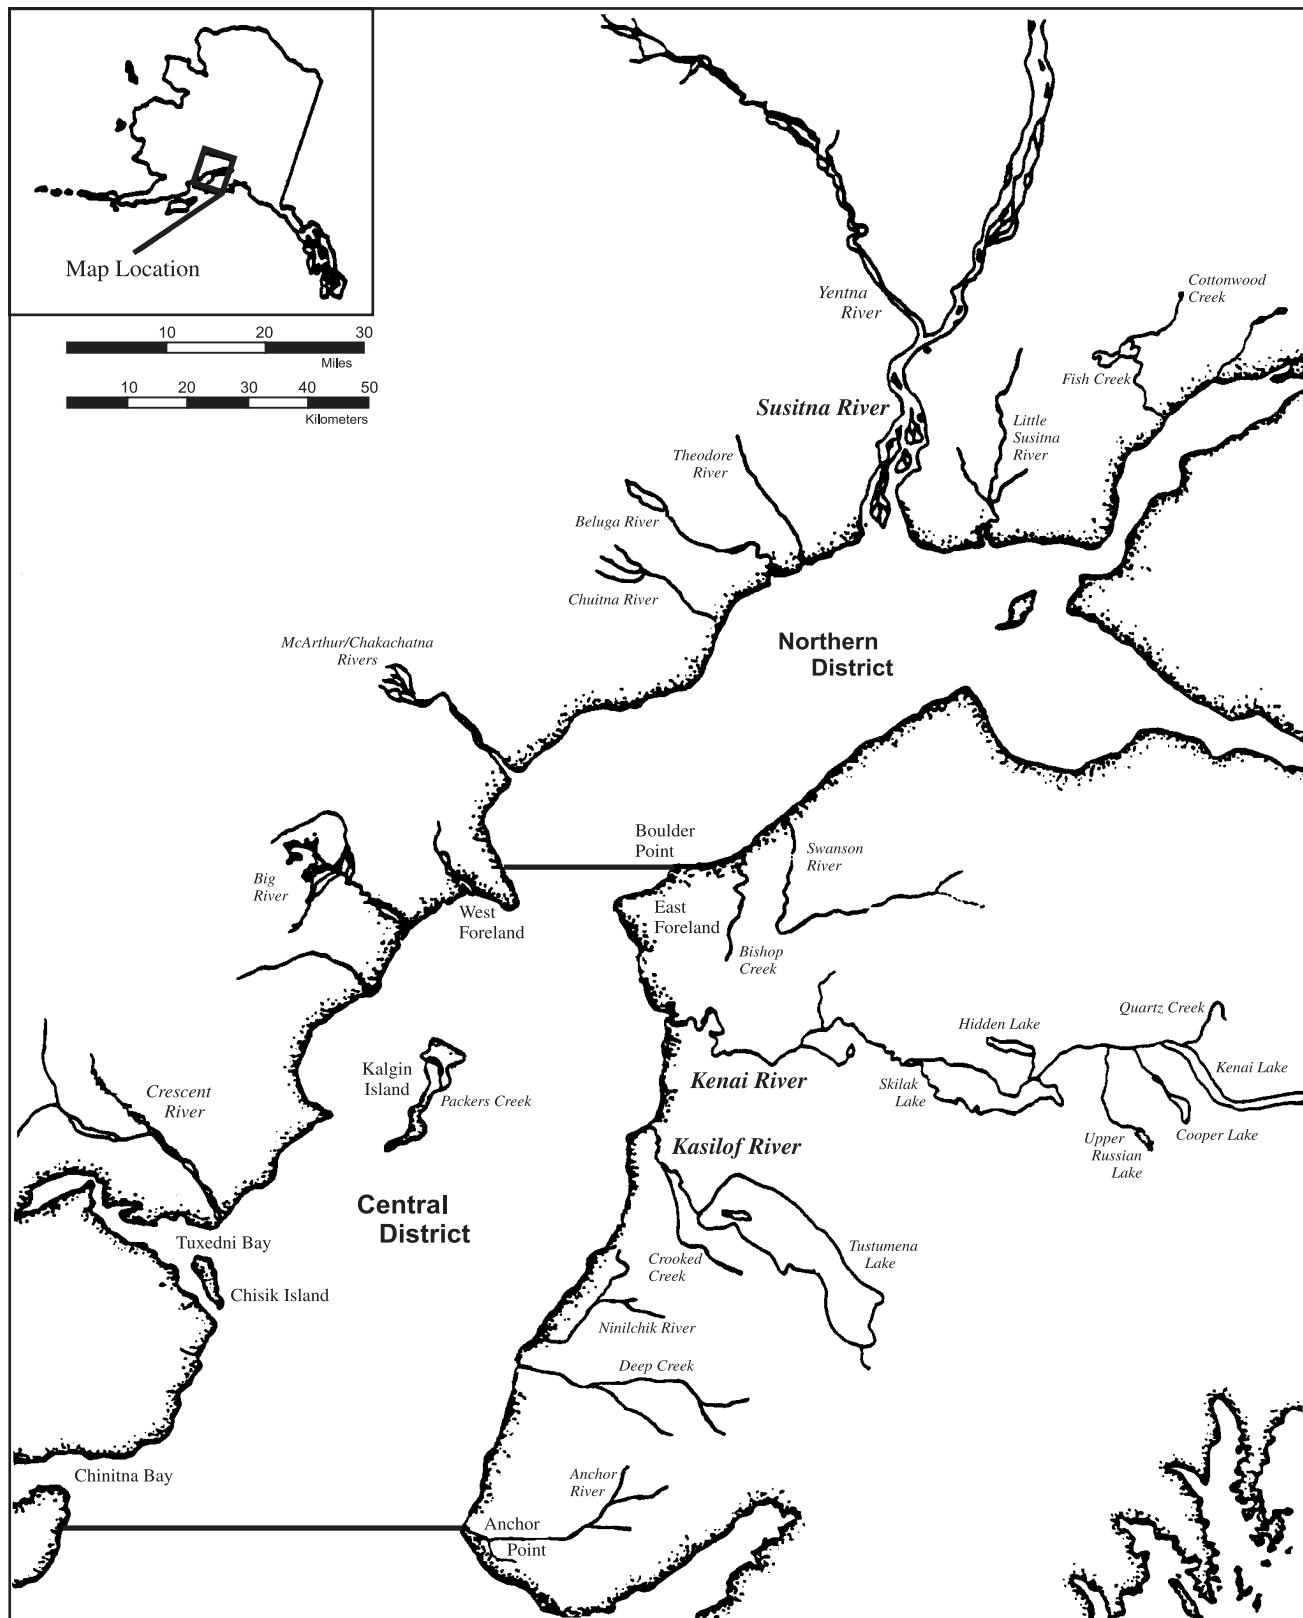 Map Location
10 20 30
Miles
10 20 30 40 50
Kilometers
Yentna
River
Cottonwood
Creek
Fish Creek
Susitna River
Little
Susitna
River
Theodore
River
Beluga River
Chuitna River
Northern
District
McArthur/Chakachatna
Rivers
Boulder
Point
Swanson
River
Big
River
West
Foreland
East
Foreland
Bishop
Creek
Quartz Creek
Hidden Lake
Kenai Lake
Kalgin
Island
Packers Creek
Kenai River
Skilak
Lake
Crescent
River
Upper
Russian
Lake
Cooper Lake
Kasilof River
Central
District
Tuxedni Bay
Crooked
Creek
Tustumena
Lake
Chisik Island
Ninilchik River
Deep Creek
Chinitna Bay
Anchor
River
Anchor
Point